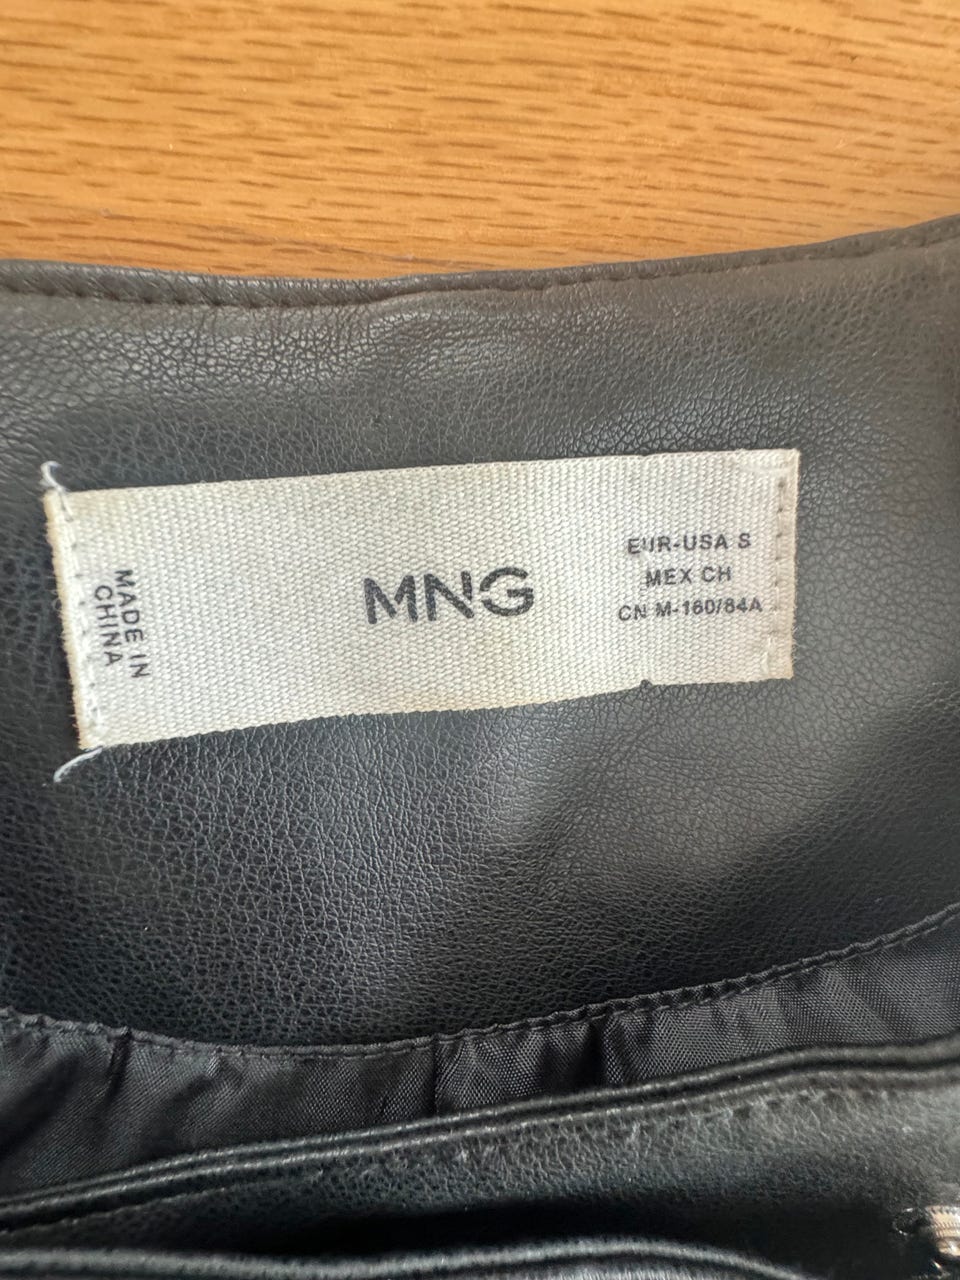 MADE IN
CHINA
MNG
EUR-USA S
MEX CH
CN M-160/84A